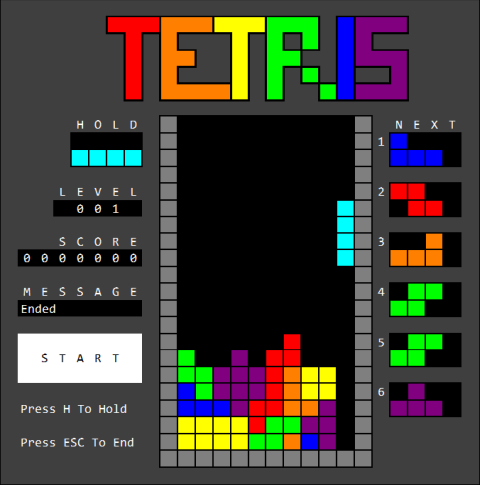 TETRIS
HOLD
LEVEL
001
SCORE
0000000
MESSAGE
Ended
START
Press H To Hold
Press ESC To End
NEXT
1
2
3
4
5
6